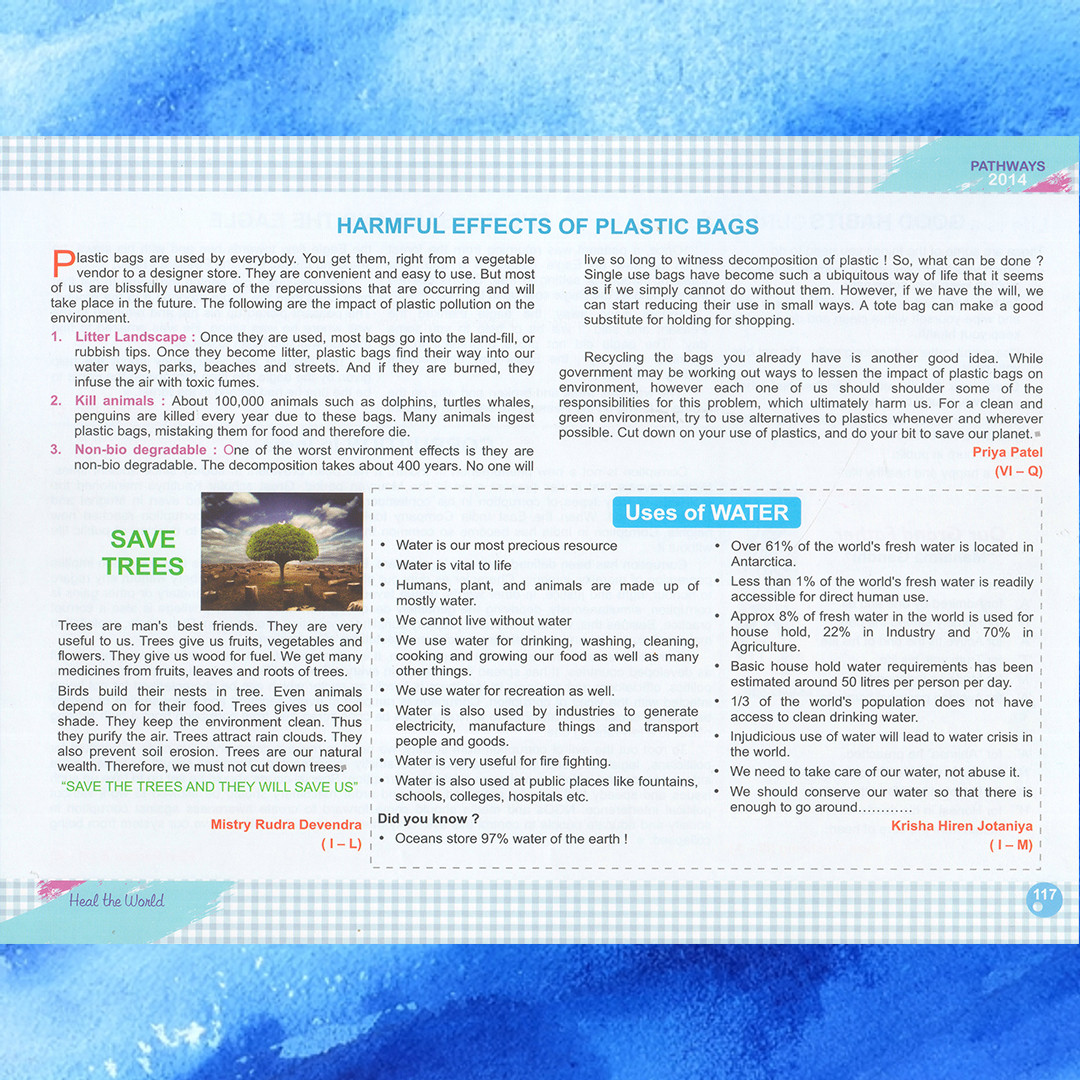 PATHWAYS
2014
HARMFUL EFFECTS OF PLASTIC BAGS
Plastic bags are used by everybody. You get them, right from a vegetable
vendor to a designer store. They are convenient and easy to use. But most
of us are blissfully unaware of the repercussions that are occurring and will
take place in the future. The following are the impact of plastic pollution on the
environment.
1. Litter Landscape : Once they are used, most bags go into the land-fill, or
rubbish tips. Once they become litter, plastic bags find their way into our
water ways, parks, beaches and streets. And if they are burned, they
infuse the air with toxic fumes.
2. Kill animals : About 100,000 animals such as dolphins, turtles whales,
penguins are killed every year due to these bags. Many animals ingest
plastic bags, mistaking them for food and therefore die.
3. Non-bio degradable : One of the worst environment effects is they are
non-bio degradable. The decomposition takes about 400 years. No one will
live so long to witness decomposition of plastic ! So, what can be done ?
Single use bags have become such a ubiquitous way of life that it seems
as if we simply cannot do without them. However, if we have the will, we
can start reducing their use in small ways. A tote bag can make a good
substitute for holding for shopping.
Recycling the bags you already have is another good idea. While
government may be working out ways to lessen the impact of plastic bags on
environment, however each one of us should shoulder some of the
responsibilities for this problem, which ultimately harm us. For a clean and
green environment, try to use alternatives to plastics whenever and wherever
possible. Cut down on your use of plastics, and do your bit to save our planet.
Priya Patel
(VI – Q)
SAVE
TREES
Trees are man's best friends. They are very
useful to us. Trees give us fruits, vegetables and
flowers. They give us wood for fuel. We get many
medicines from fruits, leaves and roots of trees.
Birds build their nests in tree. Even animals
depend on for their food. Trees gives us cool
shade. They keep the environment clean. Thus
they purify the air. Trees attract rain clouds. They
also prevent soil erosion. Trees are our natural
wealth. Therefore, we must not cut down trees.
“SAVE THE TREES AND THEY WILL SAVE US”
Mistry Rudra Devendra
( I – L)
Uses of WATER
• Water is our most precious resource
• Water is vital to life
• Humans, plant, and animals are made up of
mostly water.
• We cannot live without water
• We use water for drinking, washing, cleaning,
cooking and growing our food as well as many
other things.
• We use water for recreation as well.
• Water is also used by industries to generate
electricity, manufacture things and transport
people and goods.
• Water is very useful for fire fighting.
• Water is also used at public places like fountains,
schools, colleges, hospitals etc.
Did you know ?
• Oceans store 97% water of the earth !
• Over 61% of the world's fresh water is located in
Antarctica.
• Less than 1% of the world's fresh water is readily
accessible for direct human use.
• Approx 8% of fresh water in the world is used for
house hold, 22% in Industry and 70% in
Agriculture.
• Basic house hold water requirements has been
estimated around 50 litres per person per day.
• 1/3 of the world's population does not have
access to clean drinking water.
• Injudicious use of water will lead to water crisis in
the world.
• We need to take care of our water, not abuse it.
• We should conserve our water so that there is
enough to go around............
Krisha Hiren Jotaniya
( I – M)
Heal the World
117